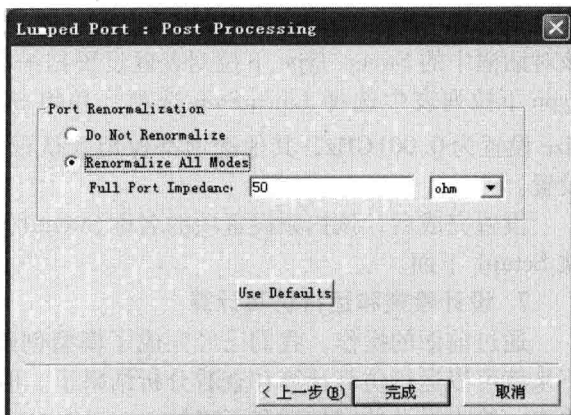 Lumped Port : Post Processing
Port Renormalization
Do Not Renormalize
Renormalize All Modes
Full Port Impedanc
50
ohm
Use Defaults
<上一步(B)
完成
取消